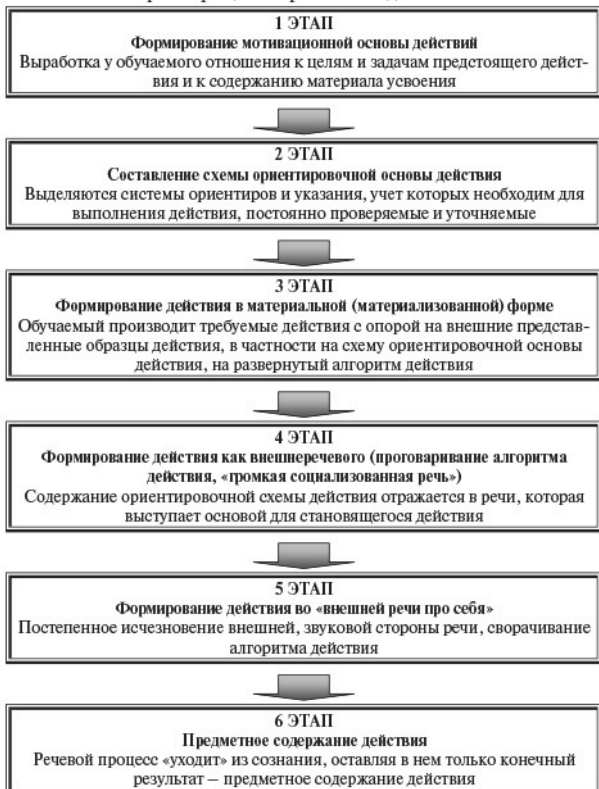 1 ЭТАП
Формирование мотивационной основы действий
Выработка у обучаемого отношения к целям и задачам предстоящего дейст-
вия и к содержанию материала усвоения
2 ЭТАП
Составление схемы ориентировочной основы действия
Выделяются системы ориентиров и указания, учет которых необходим для
выполнения действия, постоянно проверяемые и уточняемые
3 ЭТАП
Формирование действия в материальной (материализованной) форме
Обучаемый производит требуемые действия с опорой на внешние представ-
ленные образцы действия, в частности на схему ориентировочной основы
действия, на развернутый алгоритм действия
4 ЭТАП
Формирование действия как внешнеречевого (проговаривание алгоритма
действия, «громкая социализованная речь»)
Содержание ориентировочной схемы действия отражается в речи, которая
выступает основой для становящегося действия
5 ЭТАП
Формирование действия во «внешней речи про себя»
Постепенное исчезновение внешней, звуковой стороны речи, сворачивание
алгоритма действия
6 ЭТАП
Предметное содержание действия
Речевой процесс «уходит» из сознания, оставляя в нем только конечный
результат – предметное содержание действия